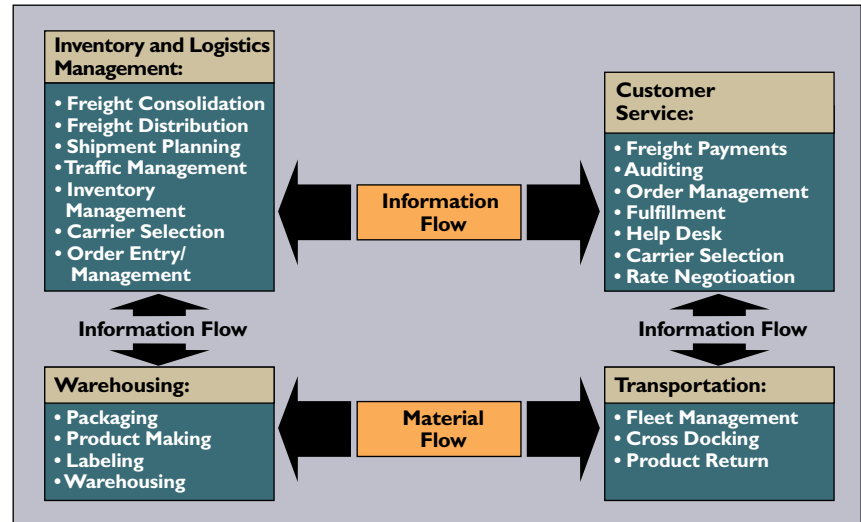 Inventory and Logistics
Management:
• Freight Consolidation
• Freight Distribution
• Shipment Planning
• Traffic Management
• Inventory
Management
• Carrier Selection
• Order Entry/
Management
Information
Flow
Customer
Service:
• Freight Payments
• Auditing
• Order Management
• Fulfillment
• Help Desk
• Carrier Selection
• Rate Negotioation
Information Flow
Information Flow
Warehousing:
• Packaging
• Product Making
• Labeling
• Warehousing
Material
Flow
Transportation:
• Fleet Management
• Cross Docking
• Product Return